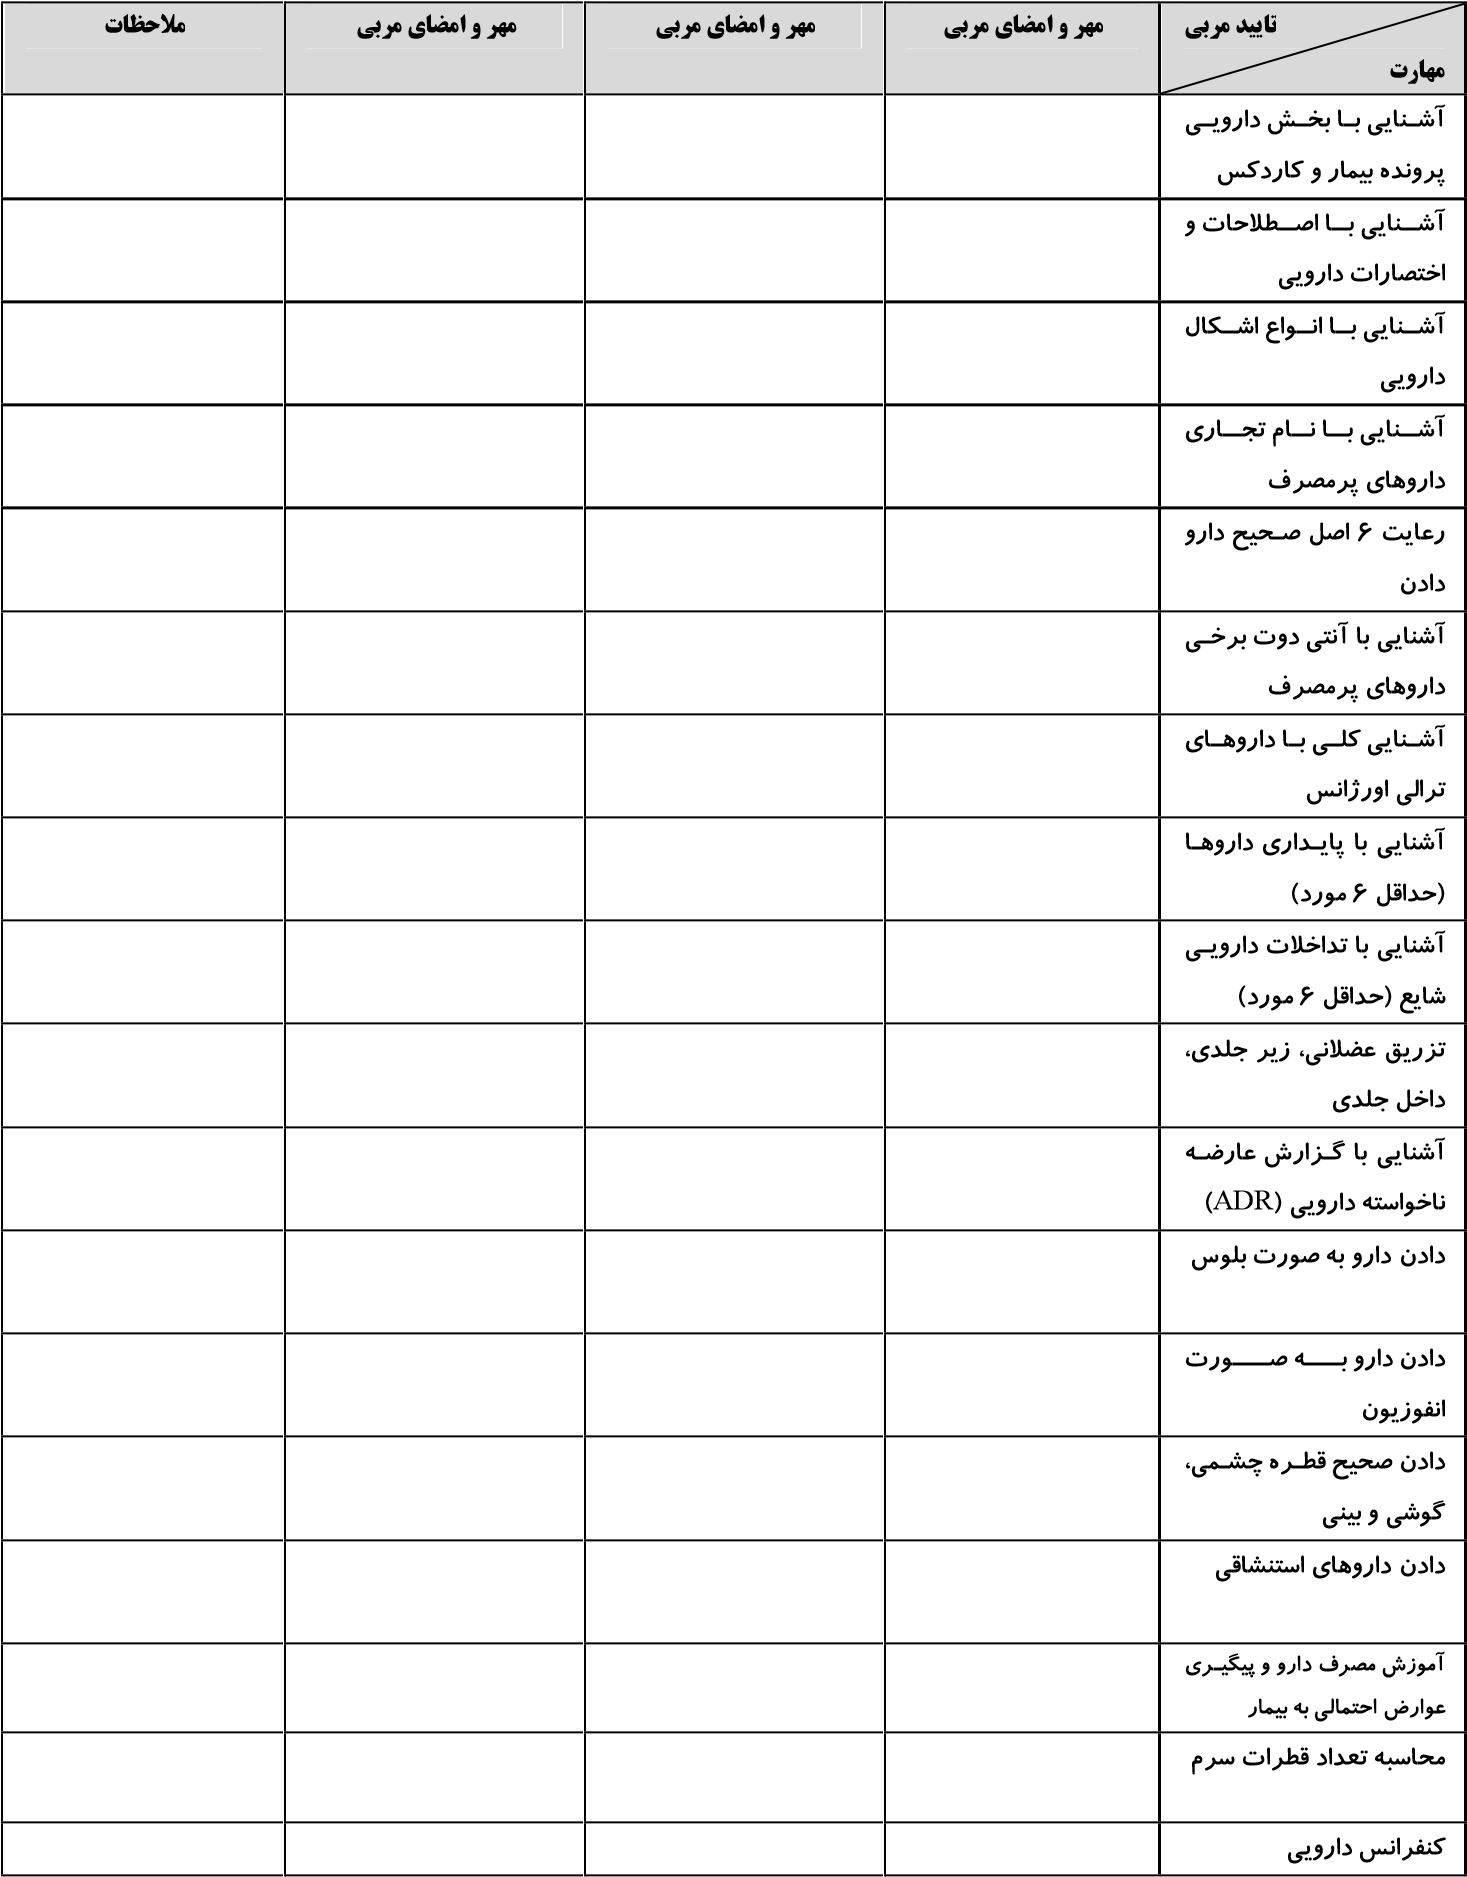 تایید مربی
مهارت
مهر و امضای مربی
مهر و امضای مربی
مهر و امضای مربی
ملاحظات
آشنایی با بخش دارویی
پرونده بیمار و کاردکس
آشنایی با اصطلاحات و
اختصارات دارویی
آشنایی با انواع اشکال
دارویی
آشنایی با نام تجاری
داروهای پرمصرف
رعایت ۶ اصل صحیح دارو
دادن
آشنایی با آنتی دوت برخی
داروهای پرمصرف
آشنایی کلی با داروهای
ترالی اورژانس
آشنایی با پایداری داروها
(حداقل ۶ مورد)
آشنایی با تداخلات دارویی
شایع (حداقل ۶ مورد)
تزریق عضلانی، زیر جلدی،
داخل جلدی
آشنایی با گزارش عارضه
ناخواسته دارویی (ADR)
دادن دارو به صورت بلوس
دادن دارو به صورت
انفوزیون
دادن صحیح قطره چشمی،
گوشی و بینی
دادن داروهای استنشاقی
آموزش مصرف دارو و پیگیری
عوارض احتمالی به بیمار
محاسبه تعداد قطرات سرم
کنفرانس دارویی